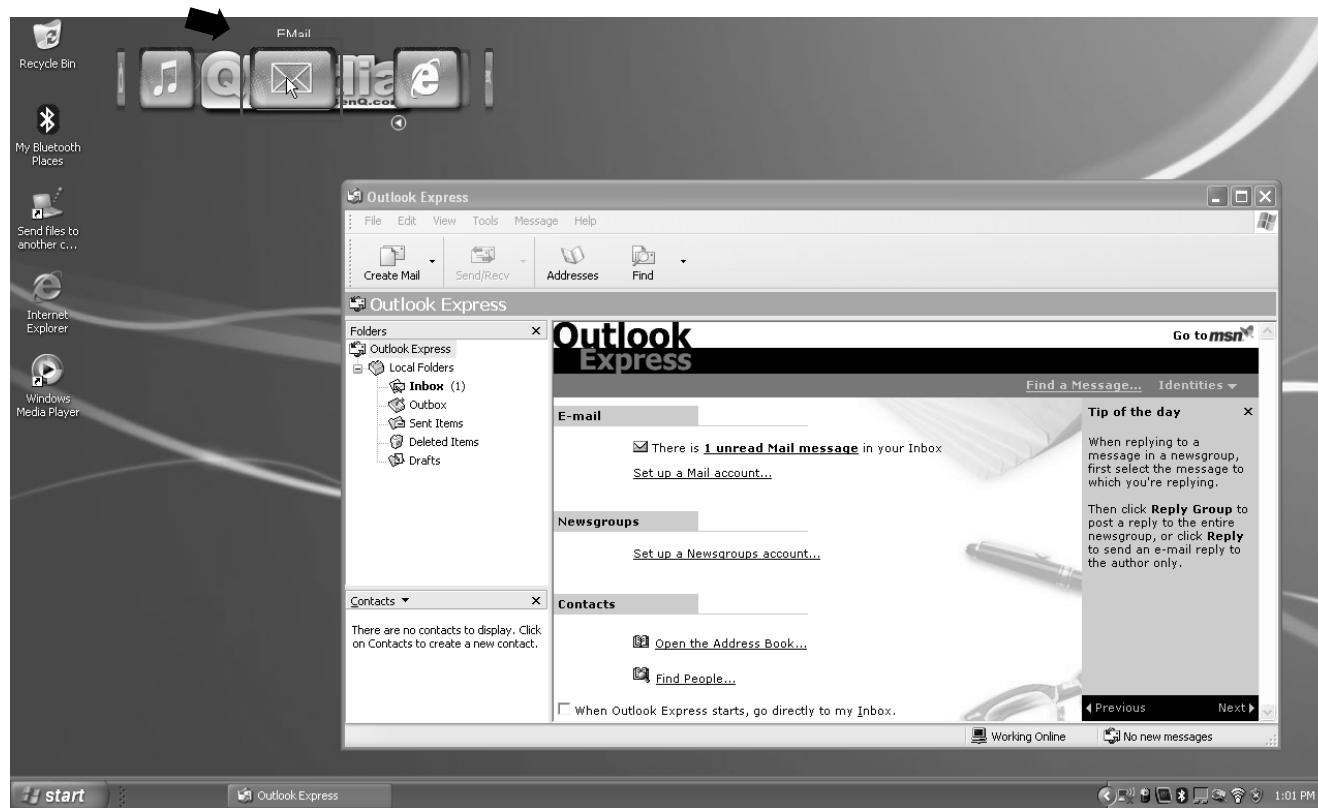 Recycle Bin
My Bluetooth
Places
Send files to
another c...
Internet
Explorer
Windows
Media Player
EMail
Q
dia
enQ.co
Outlook Express
File Edit View Tools Message Help
Create Mail Send/Recv Addresses Find
Outlook Express
Folders
Outlook Express
Local Folders
Inbox (1)
Outbox
Sent Items
Deleted Items
Drafts
Contacts
There are no contacts to display. Click
on Contacts to create a new contact.
Outlook
Express
Go to msn
Find a Message... Identities
E-mail
There is 1 unread Mail message in your Inbox
Set up a Mail account...
Newsgroups
Set up a Newsgroups account...
Contacts
Open the Address Book...
Find People...
When Outlook Express starts, go directly to my Inbox.
Tip of the day
When replying to a
message in a newsgroup,
first select the message to
which you're replying.
Then click Reply Group to
post a reply to the entire
newsgroup, or click Reply
to send an e-mail reply to
the author only.
Previous Next
Working Online No new messages
start Outlook Express 1:01 PM